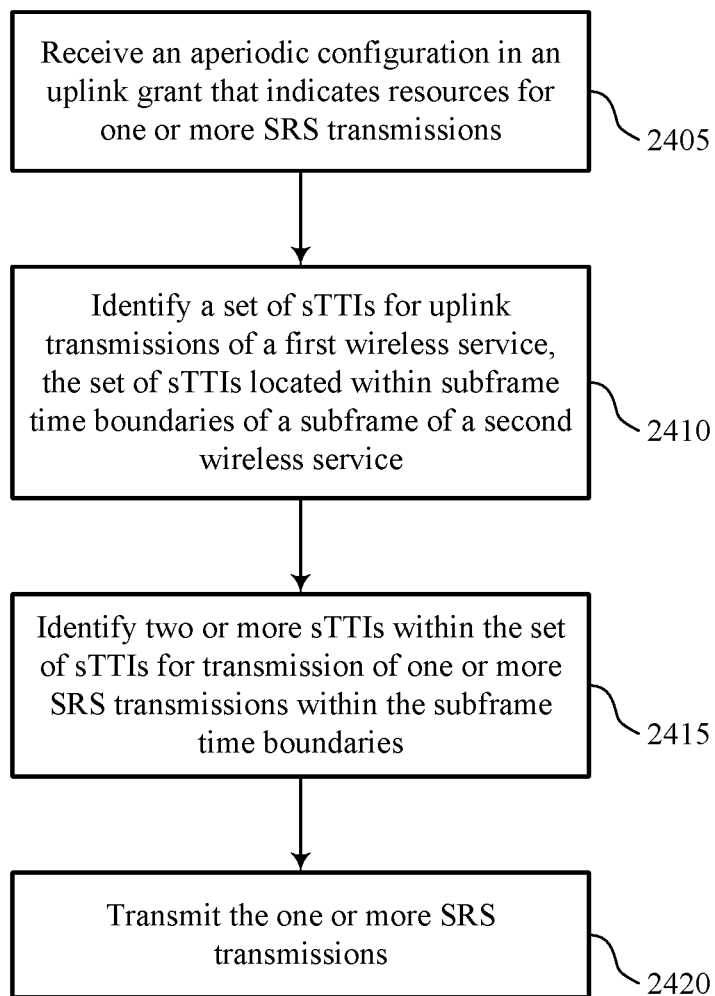 Receive an aperiodic configuration in an
uplink grant that indicates resources for
one or more SRS transmissions
2405
Identify a set of sTTIs for uplink
transmissions of a first wireless service,
the set of sTTIs located within subframe
time boundaries of a subframe of a second
wireless service
2410
Identify two or more sTTIs within the set
of sTTIs for transmission of one or more
SRS transmissions within the subframe
time boundaries
2415
Transmit the one or more SRS
transmissions
2420